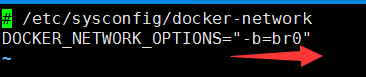 # /etc/sysconfig/docker-network
DOCKER_NETWORK_OPTIONS="-b=br0"
~